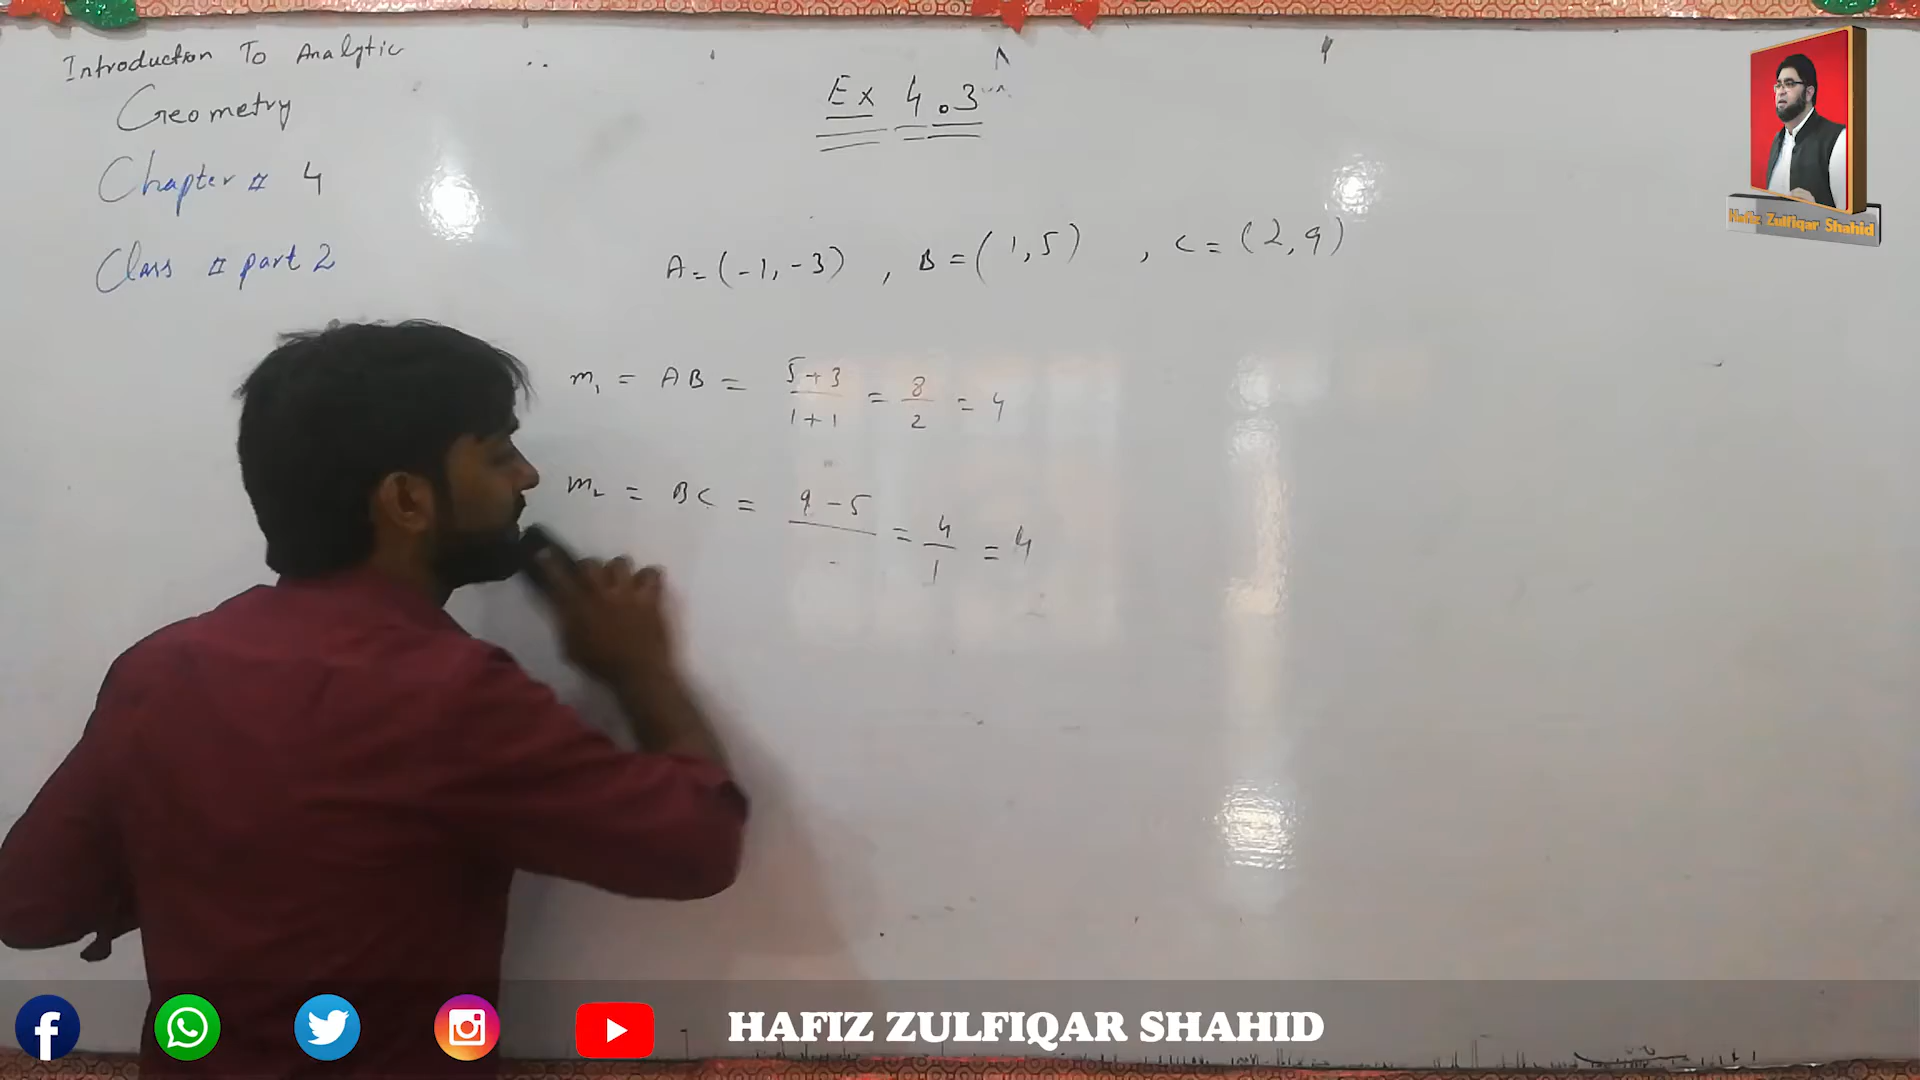 Introduction To Analytic
Geometry
Chapter # 4
Class # part 2
Ex 4.3
A = (-1, -3) , B = (1, 5) , C = (2, 9)
m₁ = AB = 5+3/1+1 = 8/2 = 4
m₂ = BC = 9-5/ = 4/1 = 4
Hafiz Zulfiqar Shahid
HAFIZ ZULFIQAR SHAHID